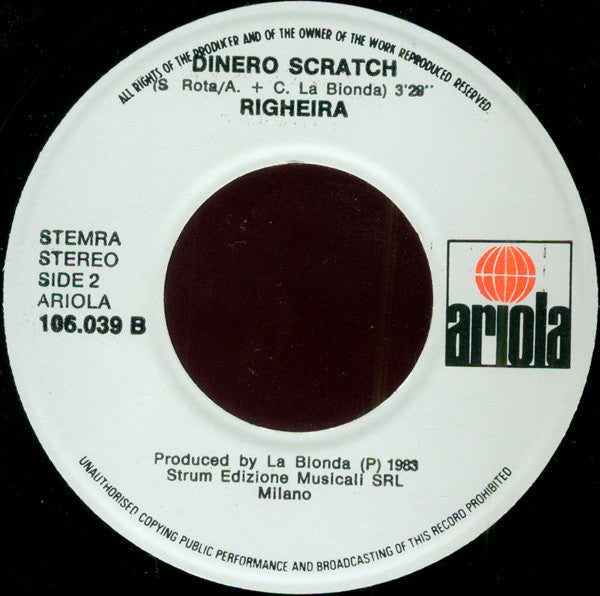 ALL RIGHTS OF THE PRODUKER AND OF THE OWNER OF THE WORK REPRODUCED RESERVED
DINERO SCRATCH
(S Rota/A. + C. La Bionda) 3'29''
RIGHEIRA
STEMRA
STEREO
SIDE 2
ARIOLA
106.039 B
ariola
Produced by La Bionda (P) 1983
Strum Edizione Musicali SRL
Milano
UNAUTHORISED COPYING PUBLIC PERFORMANCE AND BROADCASTING OF THIS RECORD PROHIBITED